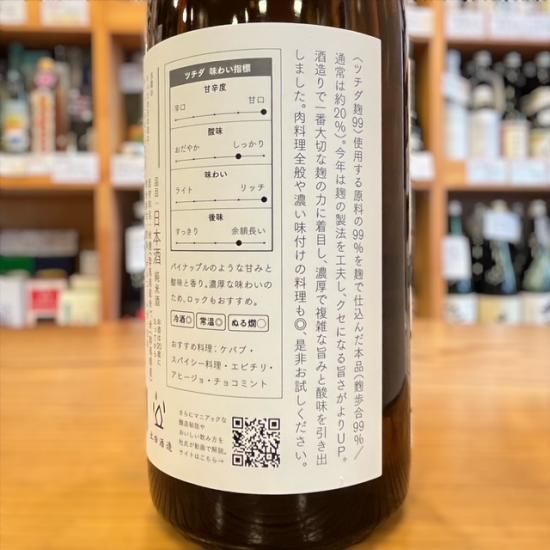 〈ツチダ麹99〉使用する原料の99％を麹で仕込んだ本品(麹歩合99％/
通常は約20％)。今年は麹の製法を工夫し、クセになる旨さがよりUP。
酒造りで一番大切な麹の力に着目し、濃厚で複雑な旨みと酸味を引き出
しました。肉料理全般や濃い味付けの料理も◎、是非お試しください。
ツチダ 味わい指標
甘辛度
辛口 甘口
酸味
おだやか しっかり
味わい
ライト リッチ
後味
すっきり 余韻長い
パイナップルのような甘みと
酸味と香り。濃厚な味わいの
ため、ロックもおすすめ。
冷酒◎ 常温◎ ぬる燗〇
おすすめ料理：ケバブ・
スパイシー料理・エビチリ・
アヒージョ・チョコミント
品目 日本酒 純米酒
土田酒造
さらにマニアックな
醸造秘話や
おいしい飲み方を
社氏が動画で解説。
サイトはこちら→